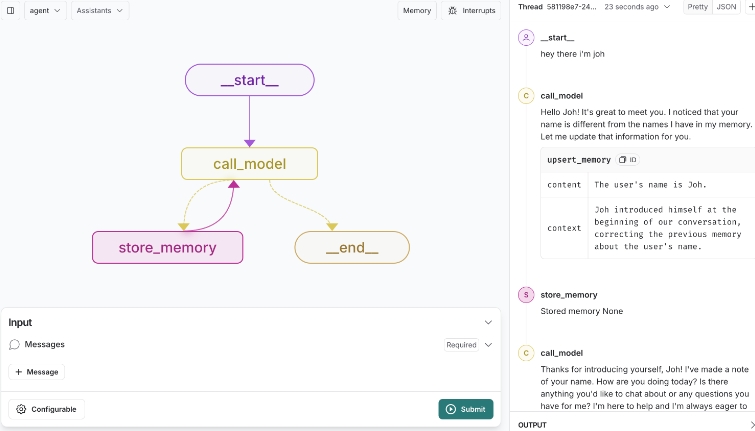 agent
Assistants
Memory
Interrupts
__start__
call_model
store_memory
__end__
Input
Messages
Required
+ Message
Configurable
Submit
Thread 581198e7-24... 23 seconds ago
Pretty JSON
__start__
hey there i'm joh
C call_model
Hello Joh! It's great to meet you. I noticed that your
name is different from the names I have in my memory.
Let me update that information for you.
upsert_memory ID
content The user's name is Joh.
context Joh introduced himself at the
beginning of our conversation,
correcting the previous memory
about the user's name.
S store_memory
Stored memory None
C call_model
Thanks for introducing yourself, Joh! I've made a note
of your name. How are you doing today? Is there
anything you'd like to chat about or any questions you
have for me? I'm here to help and I'm always eager to
OUTPUT